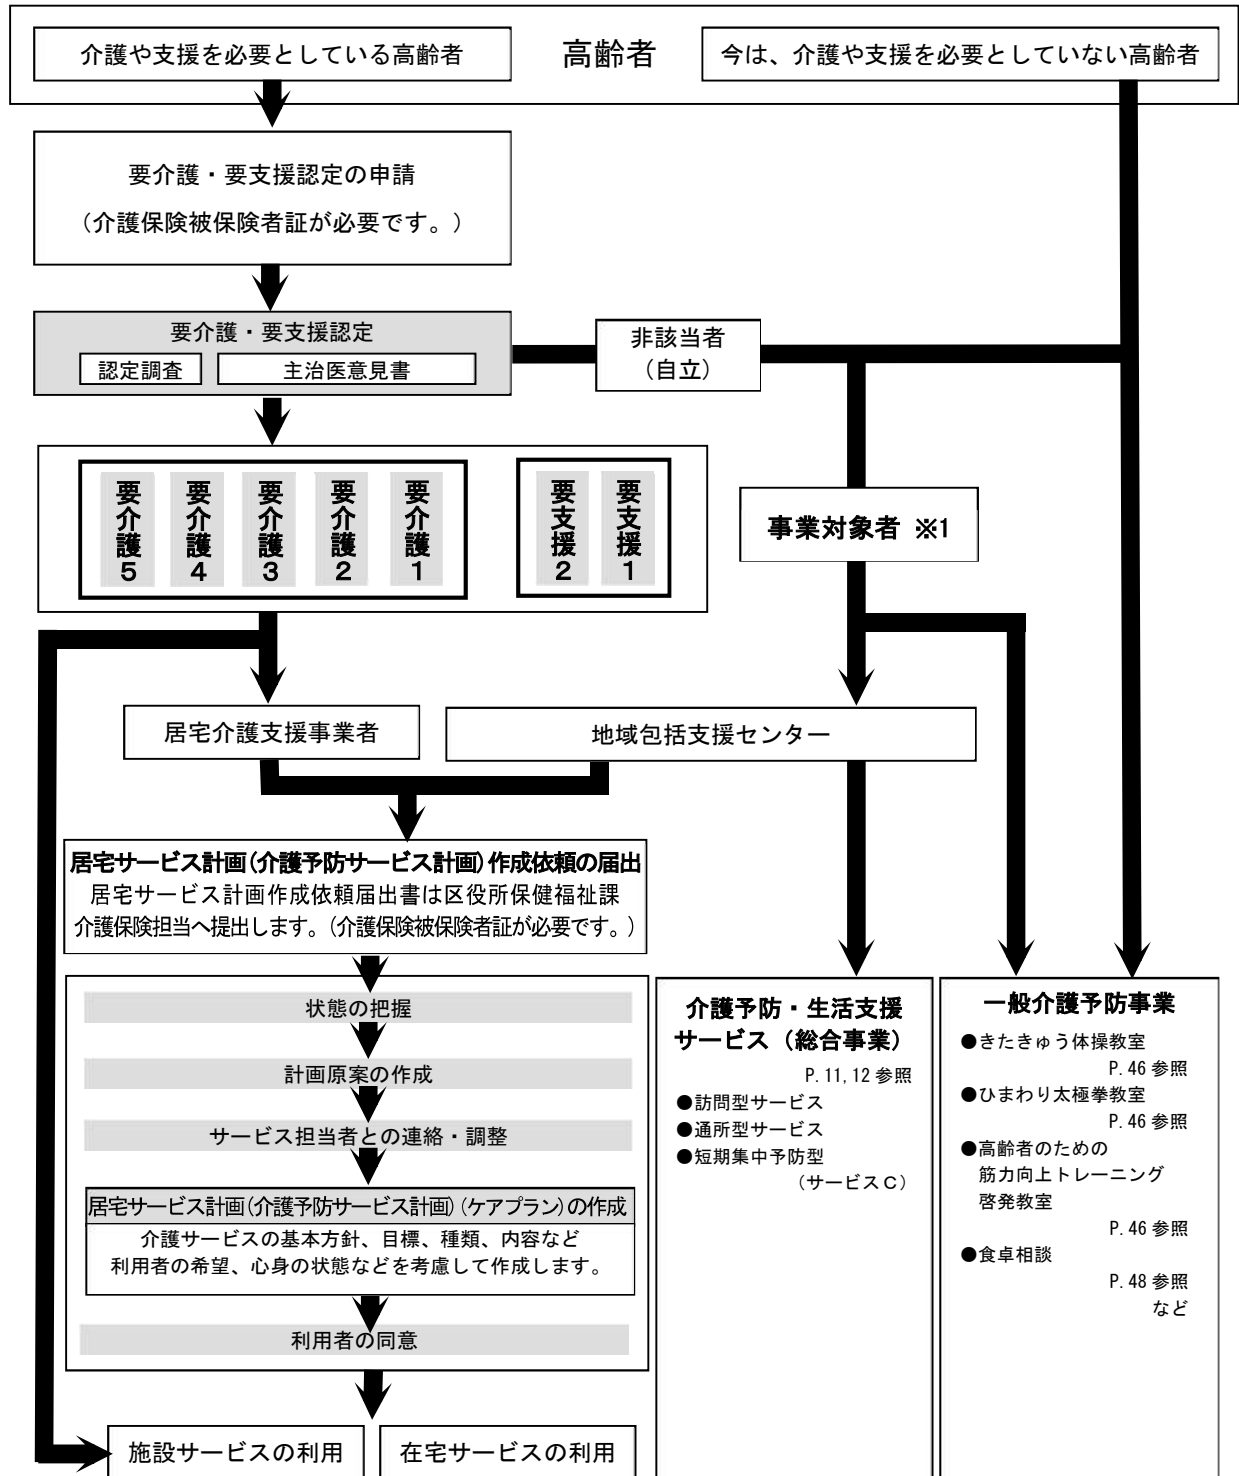 高齢者
介護や支援を必要としている高齢者
今は、介護や支援を必要としていない高齢者
要介護・要支援認定の申請
（介護保険被保険者証が必要です。）
要介護・要支援認定
認定調査
主治医意見書
非該当者
（自立）
要介護5
要介護4
要介護3
要介護2
要介護1
要支援2
要支援1
事業対象者 ※1
居宅介護支援事業者
地域包括支援センター
居宅サービス計画(介護予防サービス計画)作成依頼の届出
居宅サービス計画作成依頼届出書は区役所保健福祉課
介護保険担当へ提出します。(介護保険被保険者証が必要です。)
状態の把握
計画原案の作成
サービス担当者との連絡・調整
居宅サービス計画(介護予防サービス計画)(ケアプラン)の作成
介護サービスの基本方針、目標、種類、内容など
利用者の希望、心身の状態などを考慮して作成します。
利用者の同意
施設サービスの利用
在宅サービスの利用
介護予防・生活支援
サービス（総合事業）
P.11,12 参照
●訪問型サービス
●通所型サービス
●短期集中予防型
（サービスＣ）
一般介護予防事業
●きたきゅう体操教室
P.46 参照
●ひまわり太極拳教室
P.46 参照
●高齢者のための
筋力向上トレーニング
啓発教室
P.46 参照
●食卓相談
P.48 参照
など